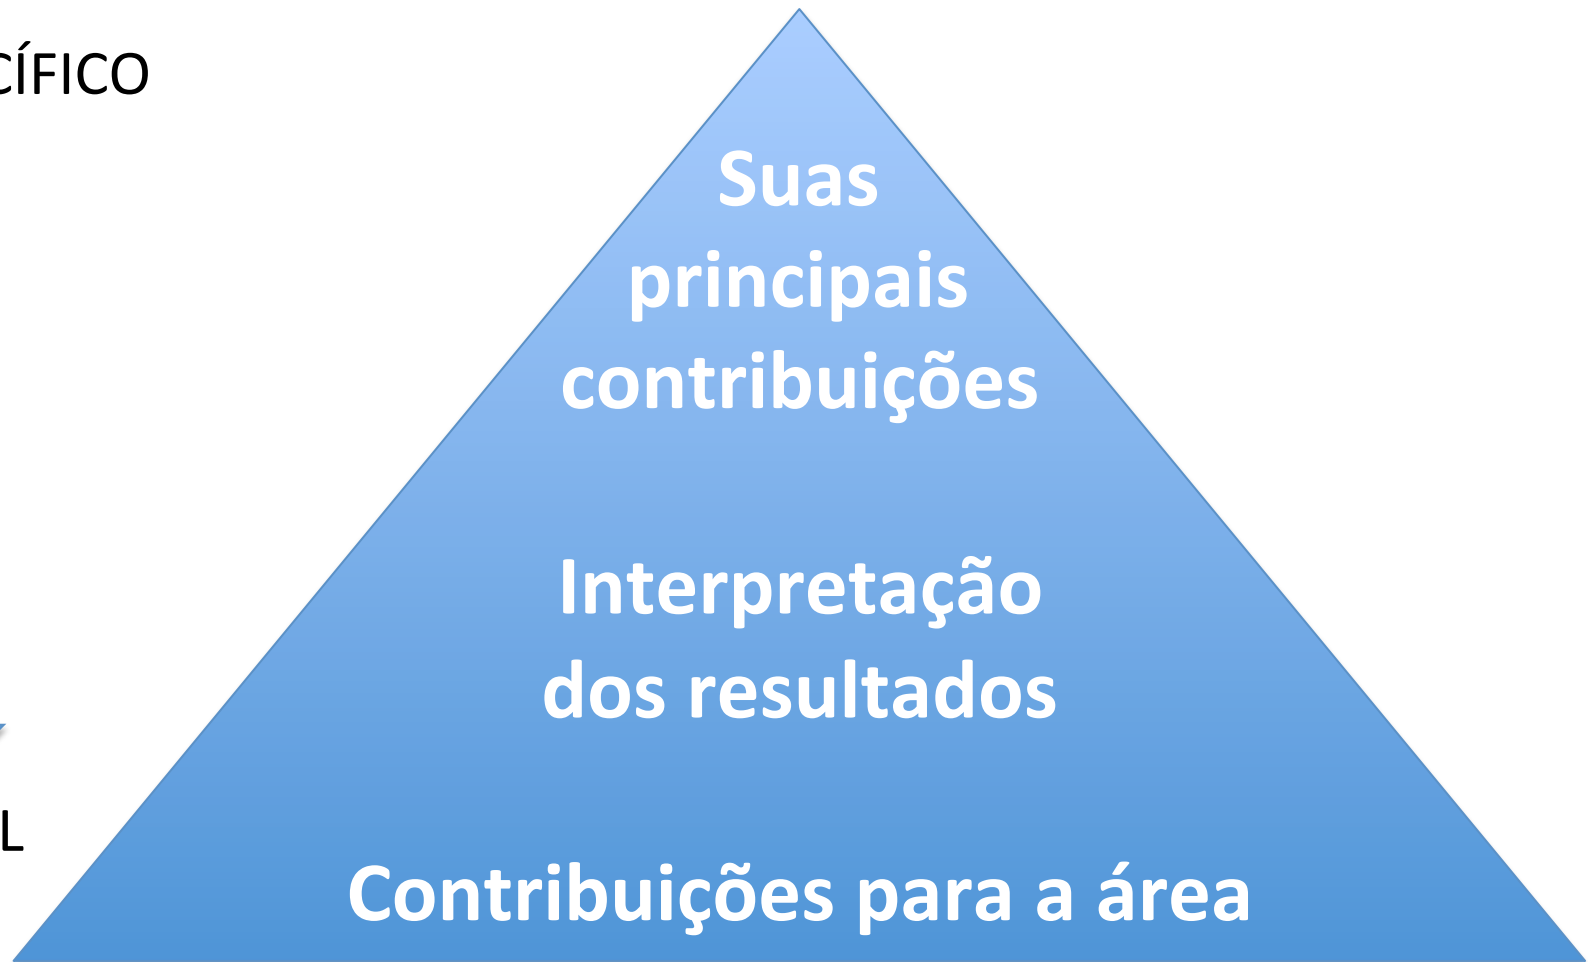 CÍFICO
Suas
principais
contribuições
Interpretação
dos resultados
L
Contribuições para a área